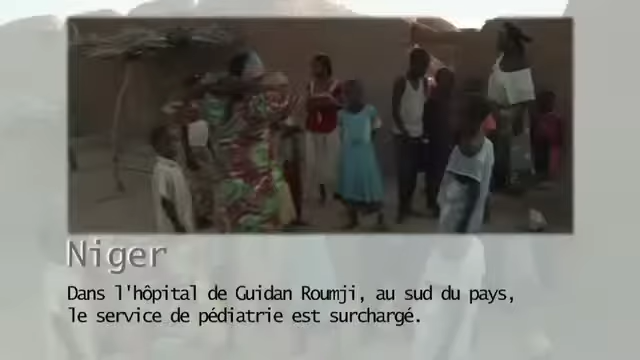 Niger
Dans l'hôpital de Guidan Roumji, au sud du pays,
le service de pédiatrie est surchargé.